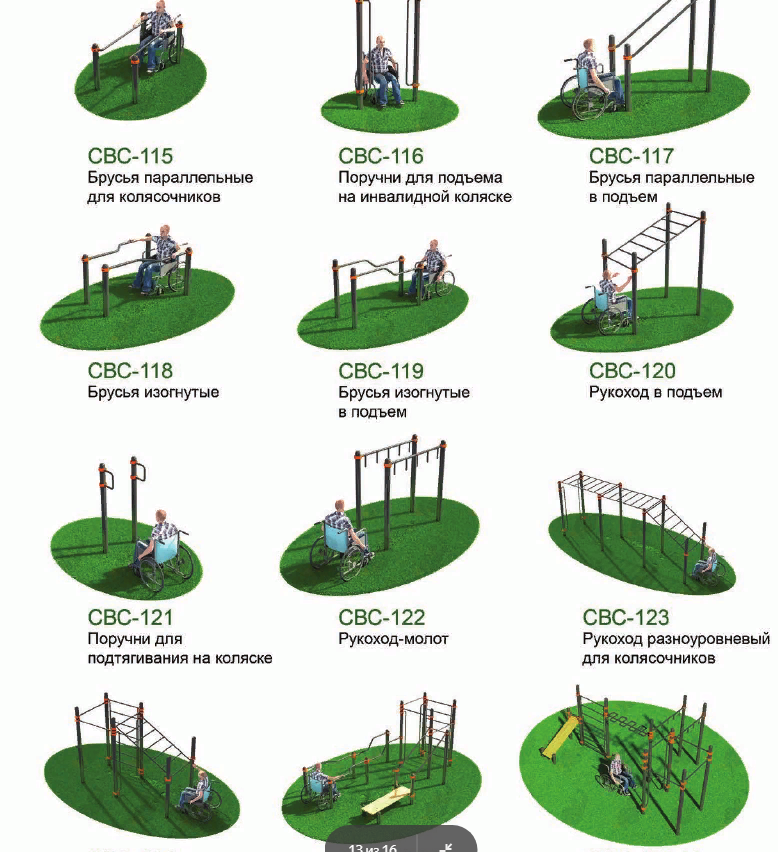 СВС-115
Брусья параллельные
для колясочников
СВС-116
Поручни для подъема
на инвалидной коляске
СВС-117
Брусья параллельные
в подъем
СВС-118
Брусья изогнутые
СВС-119
Брусья изогнутые
в подъем
СВС-120
Рукоход в подъем
СВС-121
Поручни для
подтягивания на коляске
СВС-122
Рукоход-молот
СВС-123
Рукоход разноуровневый
для колясочников
13 из 16